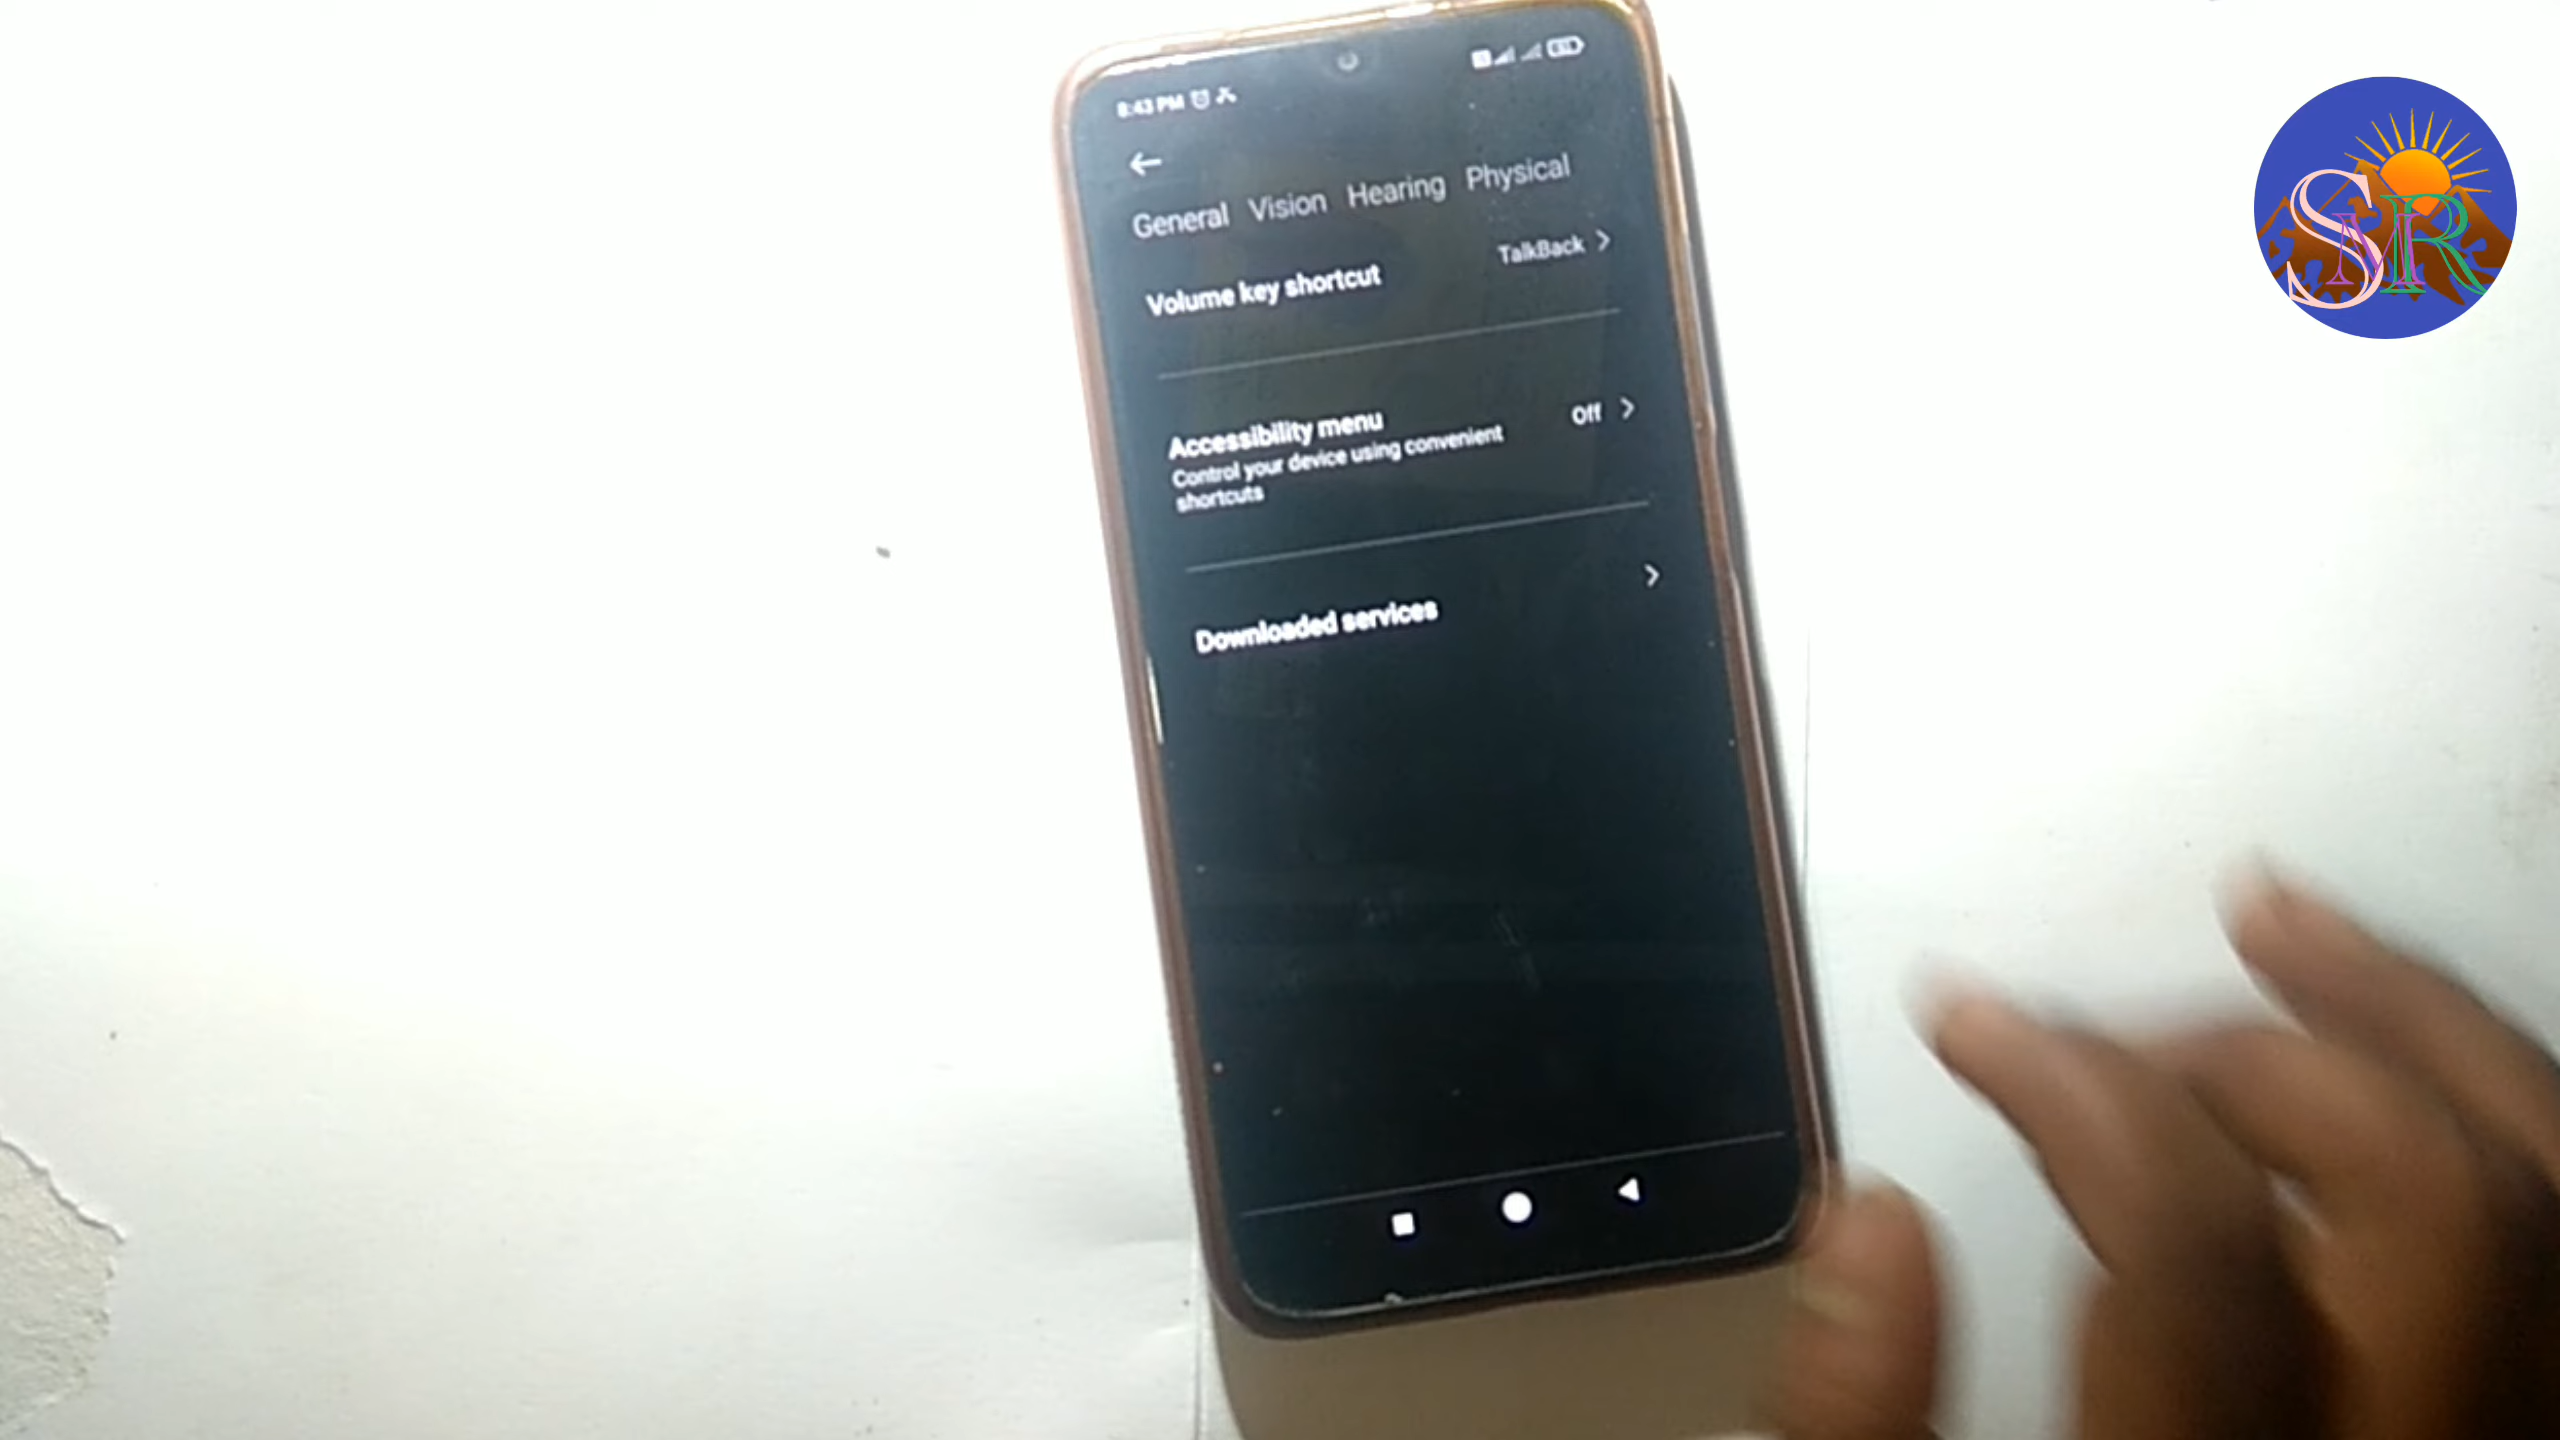 8:43 PM
General Vision Hearing Physical
Volume key shortcut TalkBack
Accessibility menu Off
Control your device using convenient
shortcuts
Downloaded services
SMR